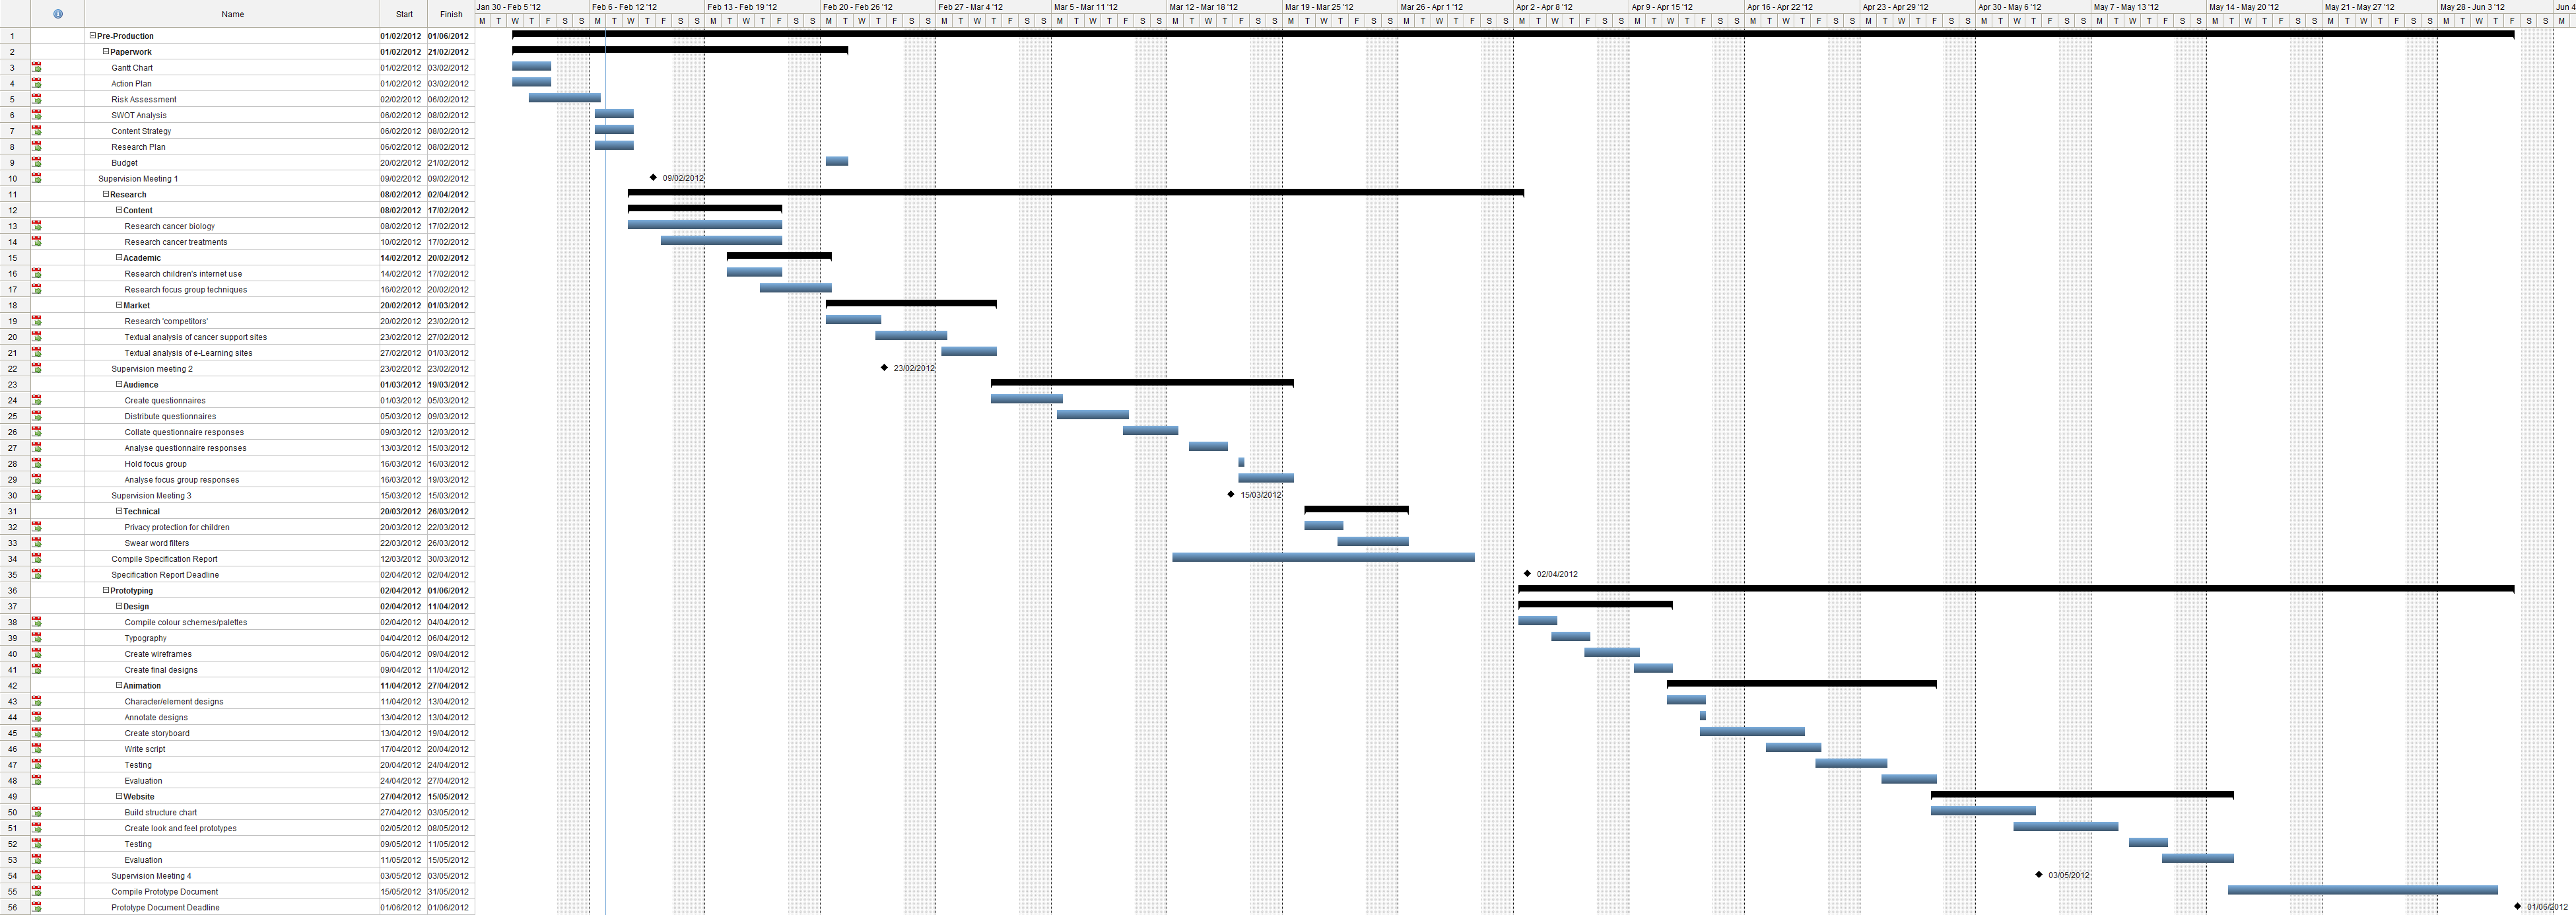 Name Start Finish Jan 30 - Feb 5 '12 Feb 6 - Feb 12 '12 Feb 13 - Feb 19 '12 Feb 20 - Feb 26 '12 Feb 27 - Mar 4 '12 Mar 5 - Mar 11 '12 Mar 12 - Mar 18 '12 Mar 19 - Mar 25 '12 Mar 26 - Apr 1 '12 Apr 2 - Apr 8 '12 Apr 9 - Apr 15 '12 Apr 16 - Apr 22 '12 Apr 23 - Apr 29 '12 Apr 30 - May 6 '12 May 7 - May 13 '12 May 14 - May 20 '12 May 21 - May 27 '12 May 28 - Jun 3 '12 Jun 4
M T W T F S S M T W T F S S M T W T F S S M T W T F S S M T W T F S S M T W T F S S M T W T F S S M T W T F S S M T W T F S S M T W T F S S M T W T F S S M T W T F S S M T W T F S S M T W T F S S M T W T F S S M T W T F S S M T W T F S S M T W T F S S M T
1 Pre-Production 01/02/2012 01/06/2012
2 Paperwork 01/02/2012 21/02/2012
3 Gantt Chart 01/02/2012 03/02/2012
4 Action Plan 01/02/2012 03/02/2012
5 Risk Assessment 02/02/2012 06/02/2012
6 SWOT Analysis 06/02/2012 08/02/2012
7 Content Strategy 06/02/2012 08/02/2012
8 Research Plan 06/02/2012 08/02/2012
9 Budget 20/02/2012 21/02/2012
10 Supervision Meeting 1 09/02/2012 09/02/2012 09/02/2012
11 Research 08/02/2012 02/04/2012
12 Content 08/02/2012 17/02/2012
13 Research cancer biology 08/02/2012 17/02/2012
14 Research cancer treatments 10/02/2012 17/02/2012
15 Academic 14/02/2012 20/02/2012
16 Research children's internet use 14/02/2012 17/02/2012
17 Research focus group techniques 16/02/2012 20/02/2012
18 Market 20/02/2012 01/03/2012
19 Research 'competitors' 20/02/2012 23/02/2012
20 Textual analysis of cancer support sites 23/02/2012 27/02/2012
21 Textual analysis of e-Learning sites 27/02/2012 01/03/2012
22 Supervision meeting 2 23/02/2012 23/02/2012 23/02/2012
23 Audience 01/03/2012 19/03/2012
24 Create questionnaires 01/03/2012 05/03/2012
25 Distribute questionnaires 05/03/2012 09/03/2012
26 Collate questionnaire responses 09/03/2012 12/03/2012
27 Analyse questionnaire responses 13/03/2012 15/03/2012
28 Hold focus group 16/03/2012 16/03/2012
29 Analyse focus group responses 16/03/2012 19/03/2012
30 Supervision Meeting 3 15/03/2012 15/03/2012 15/03/2012
31 Technical 20/03/2012 26/03/2012
32 Privacy protection for children 20/03/2012 22/03/2012
33 Swear word filters 22/03/2012 26/03/2012
34 Compile Specification Report 12/03/2012 30/03/2012
35 Specification Report Deadline 02/04/2012 02/04/2012 02/04/2012
36 Prototyping 02/04/2012 01/06/2012
37 Design 02/04/2012 11/04/2012
38 Compile colour schemes/palettes 02/04/2012 04/04/2012
39 Typography 04/04/2012 06/04/2012
40 Create wireframes 06/04/2012 09/04/2012
41 Create final designs 09/04/2012 11/04/2012
42 Animation 11/04/2012 27/04/2012
43 Character/element designs 11/04/2012 13/04/2012
44 Annotate designs 13/04/2012 13/04/2012
45 Create storyboard 13/04/2012 19/04/2012
46 Write script 17/04/2012 20/04/2012
47 Testing 20/04/2012 24/04/2012
48 Evaluation 24/04/2012 27/04/2012
49 Website 27/04/2012 15/05/2012
50 Build structure chart 27/04/2012 03/05/2012
51 Create look and feel prototypes 02/05/2012 08/05/2012
52 Testing 09/05/2012 11/05/2012
53 Evaluation 11/05/2012 15/05/2012
54 Supervision Meeting 4 03/05/2012 03/05/2012 03/05/2012
55 Compile Prototype Document 15/05/2012 31/05/2012
56 Prototype Document Deadline 01/06/2012 01/06/2012 01/06/2012